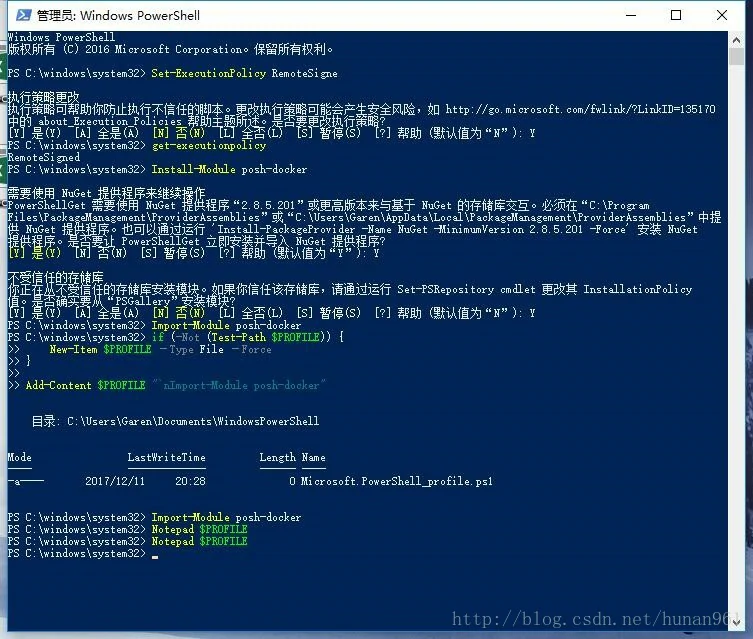 管理员: Windows PowerShell
Windows PowerShell
版权所有 (C) 2016 Microsoft Corporation。保留所有权利。
PS C:\windows\system32> Set-ExecutionPolicy RemoteSigne
执行策略更改
执行策略可帮助你防止执行不信任的脚本。更改执行策略可能会产生安全风险，如 http://go.microsoft.com/fwlink/?LinkID=135170
中的 about_Execution_Policies 帮助主题所述。是否要更改执行策略?
[Y] 是(Y)  [A] 全是(A)  [N] 否(N)  [L] 全否(L)  [S] 暂停(S)  [?] 帮助 (默认值为“N”): Y
PS C:\windows\system32> get-executionpolicy
RemoteSigned
PS C:\windows\system32> Install-Module posh-docker
需要使用 NuGet 提供程序来继续操作
PowerShellGet 需要使用 NuGet 提供程序“2.8.5.201”或更高版本来与基于 NuGet 的存储库交互。必须在“C:\Program
Files\PackageManagement\ProviderAssemblies”或“C:\Users\Garen\AppData\Local\PackageManagement\ProviderAssemblies”中提
供 NuGet 提供程序。也可以通过运行 'Install-PackageProvider -Name NuGet -MinimumVersion 2.8.5.201 -Force' 安装 NuGet
提供程序。是否要让 PowerShellGet 立即安装并导入 NuGet 提供程序?
[Y] 是(Y)  [N] 否(N)  [S] 暂停(S)  [?] 帮助 (默认值为“Y”): Y
不受信任的存储库
你正在从不受信任的存储库安装模块。如果你信任该存储库，请通过运行 Set-PSRepository cmdlet 更改其 InstallationPolicy
值。是否确实要从“PSGallery”安装模块?
[Y] 是(Y)  [A] 全是(A)  [N] 否(N)  [L] 全否(L)  [S] 暂停(S)  [?] 帮助 (默认值为“N”): Y
PS C:\windows\system32> Import-Module posh-docker
PS C:\windows\system32> if (-Not (Test-Path $PROFILE)) {
>>     New-Item $PROFILE -Type File -Force
>> }
>>
>> Add-Content $PROFILE "`nImport-Module posh-docker"
目录: C:\Users\Garen\Documents\WindowsPowerShell
Mode                LastWriteTime         Length Name
-a----       2017/12/11     20:28              0 Microsoft.PowerShell_profile.ps1
PS C:\windows\system32> Import-Module posh-docker
PS C:\windows\system32> Notepad $PROFILE
PS C:\windows\system32> Notepad $PROFILE
PS C:\windows\system32>
http://blog.csdn.net/hunan961